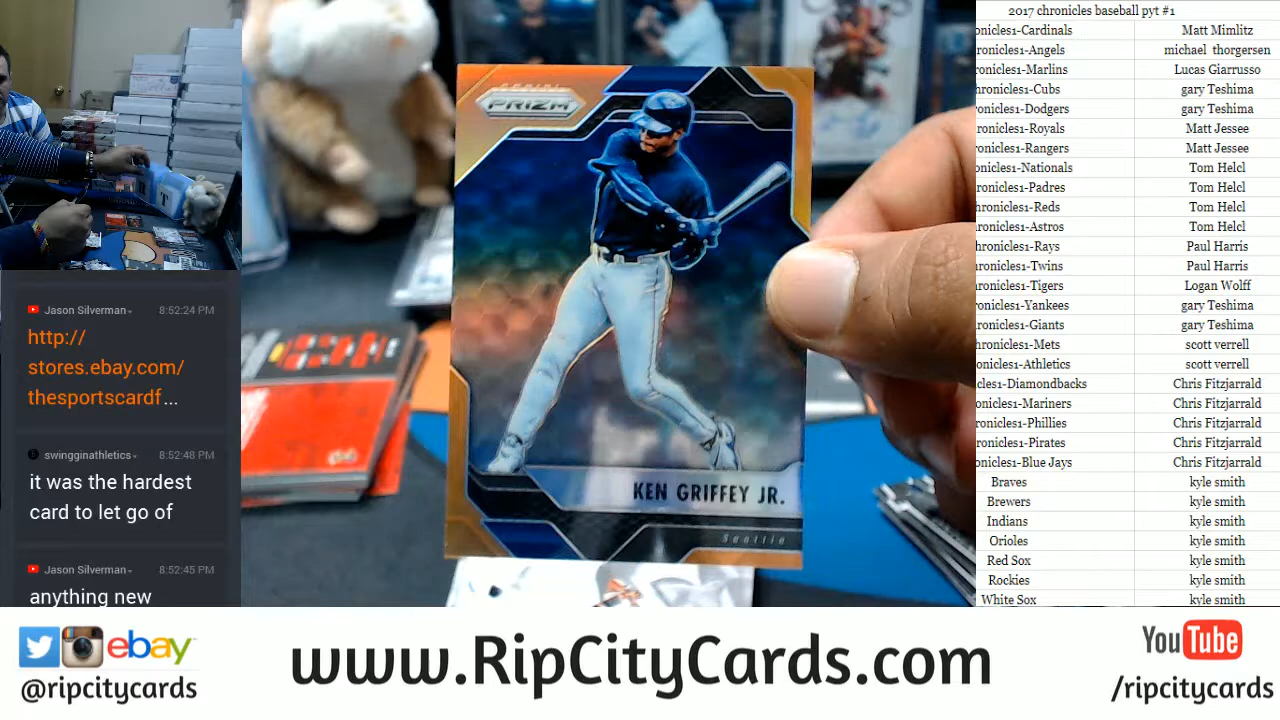 Jason Silverman
8:52:24 PM
http://
stores.ebay.com/
thesportscardf...
swingginathletics
8:52:48 PM
it was the hardest
card to let go of
Jason Silverman
8:52:45 PM
anything new
PRIZM
KEN GRIFFEY JR.
Seattle
2017 chronicles baseball pyt #1
onicles1-Cardinals Matt Mimlitz
ronicles1-Angels michael thorgersen
ronicles1-Marlins Lucas Giarrusso
hronicles1-Cubs gary Teshima
ronicles1-Dodgers gary Teshima
ronicles1-Royals Matt Jessee
ronicles1-Rangers Matt Jessee
onicles1-Nationals Tom Helcl
ronicles1-Padres Tom Helcl
hronicles1-Reds Tom Helcl
ronicles1-Astros Tom Helcl
hronicles1-Rays Paul Harris
hronicles1-Twins Paul Harris
ronicles1-Tigers Logan Wolff
ronicles1-Yankees gary Teshima
ronicles1-Giants gary Teshima
hronicles1-Mets scott verrell
onicles1-Athletics scott verrell
cles1-Diamondbacks Chris Fitzjarrald
onicles1-Mariners Chris Fitzjarrald
ronicles1-Phillies Chris Fitzjarrald
ronicles1-Pirates Chris Fitzjarrald
onicles1-Blue Jays Chris Fitzjarrald
Braves kyle smith
Brewers kyle smith
Indians kyle smith
Orioles kyle smith
Red Sox kyle smith
Rockies kyle smith
White Sox kyle smith
ebay
@ripcitycards
www.RipCityCards.com
YouTube
/ripcitycards